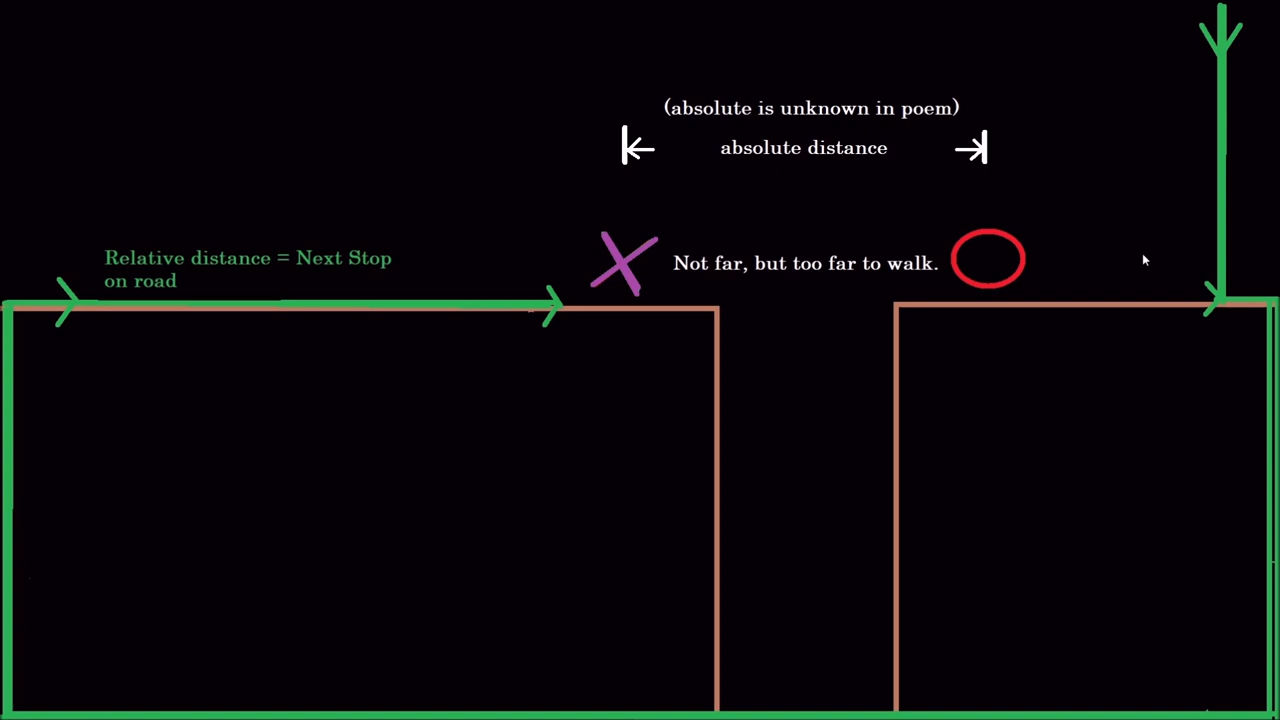 (absolute is unknown in poem)
absolute distance
Relative distance = Next Stop
on road
Not far, but too far to walk.